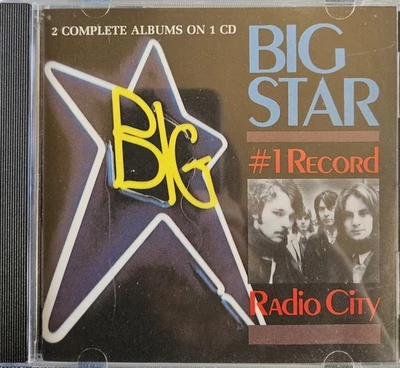 2 COMPLETE ALBUMS ON 1 CD
BIG
STAR
BIG
#1 RECORD
Radio City